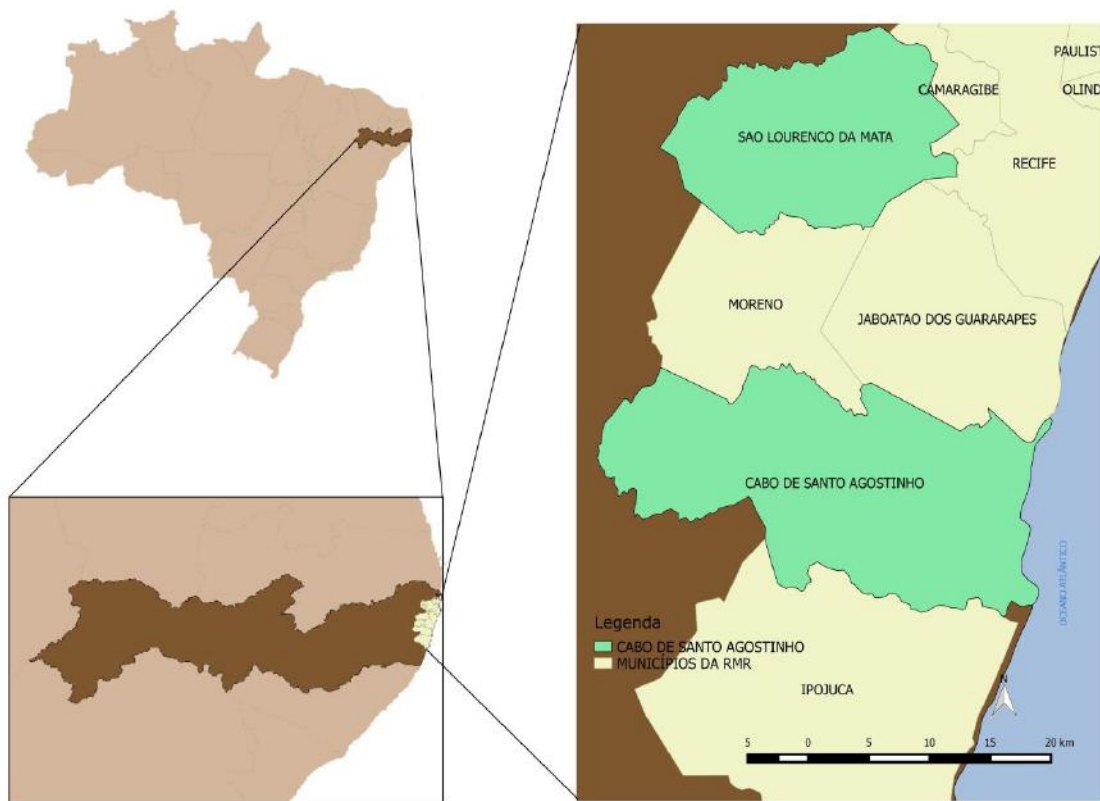 PAULIST
CAMARAGIBE
OLIND
SAO LOURENCO DA MATA
RECIFE
MORENO
JABOATAO DOS GUARARAPES
CABO DE SANTO AGOSTINHO
OCEANO ATLÂNTICO
Legenda
CABO DE SANTO AGOSTINHO
MUNICÍPIOS DA RMR
IPOJUCA
N
5 0 5 10 15 20 km